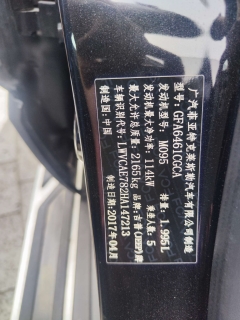 广汽菲亚特克莱斯勒汽车有限公司制造
型号:GFA6461CGCA
发动机型号:M095 排量:1.995L
发动机最大净功率:114kW
最大允许总质量:2165kg 乘坐人数:5
车辆识别代号:LWVCAE782HA147213
制造国:中国 制造年月:2017年04月